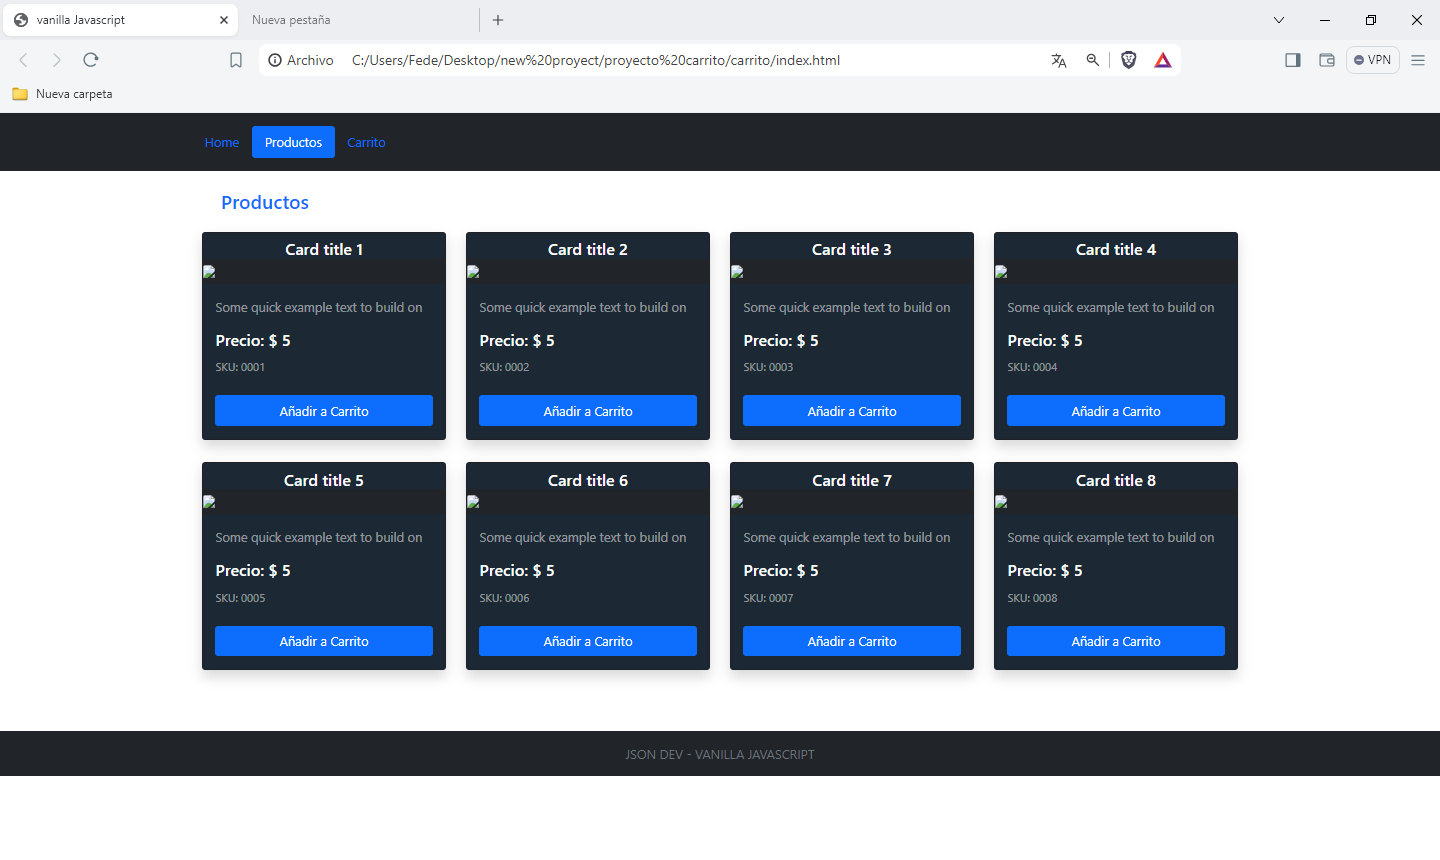 vanilla Javascript
Nueva pestaña
Archivo C:/Users/Fede/Desktop/new%20proyect/proyecto%20carrito/carrito/index.html
VPN
Nueva carpeta
Home Productos Carrito
Productos
Card title 1
Some quick example text to build on
Precio: $ 5
SKU: 0001
Añadir a Carrito
Card title 2
Some quick example text to build on
Precio: $ 5
SKU: 0002
Añadir a Carrito
Card title 3
Some quick example text to build on
Precio: $ 5
SKU: 0003
Añadir a Carrito
Card title 4
Some quick example text to build on
Precio: $ 5
SKU: 0004
Añadir a Carrito
Card title 5
Some quick example text to build on
Precio: $ 5
SKU: 0005
Añadir a Carrito
Card title 6
Some quick example text to build on
Precio: $ 5
SKU: 0006
Añadir a Carrito
Card title 7
Some quick example text to build on
Precio: $ 5
SKU: 0007
Añadir a Carrito
Card title 8
Some quick example text to build on
Precio: $ 5
SKU: 0008
Añadir a Carrito
JSON DEV - VANILLA JAVASCRIPT